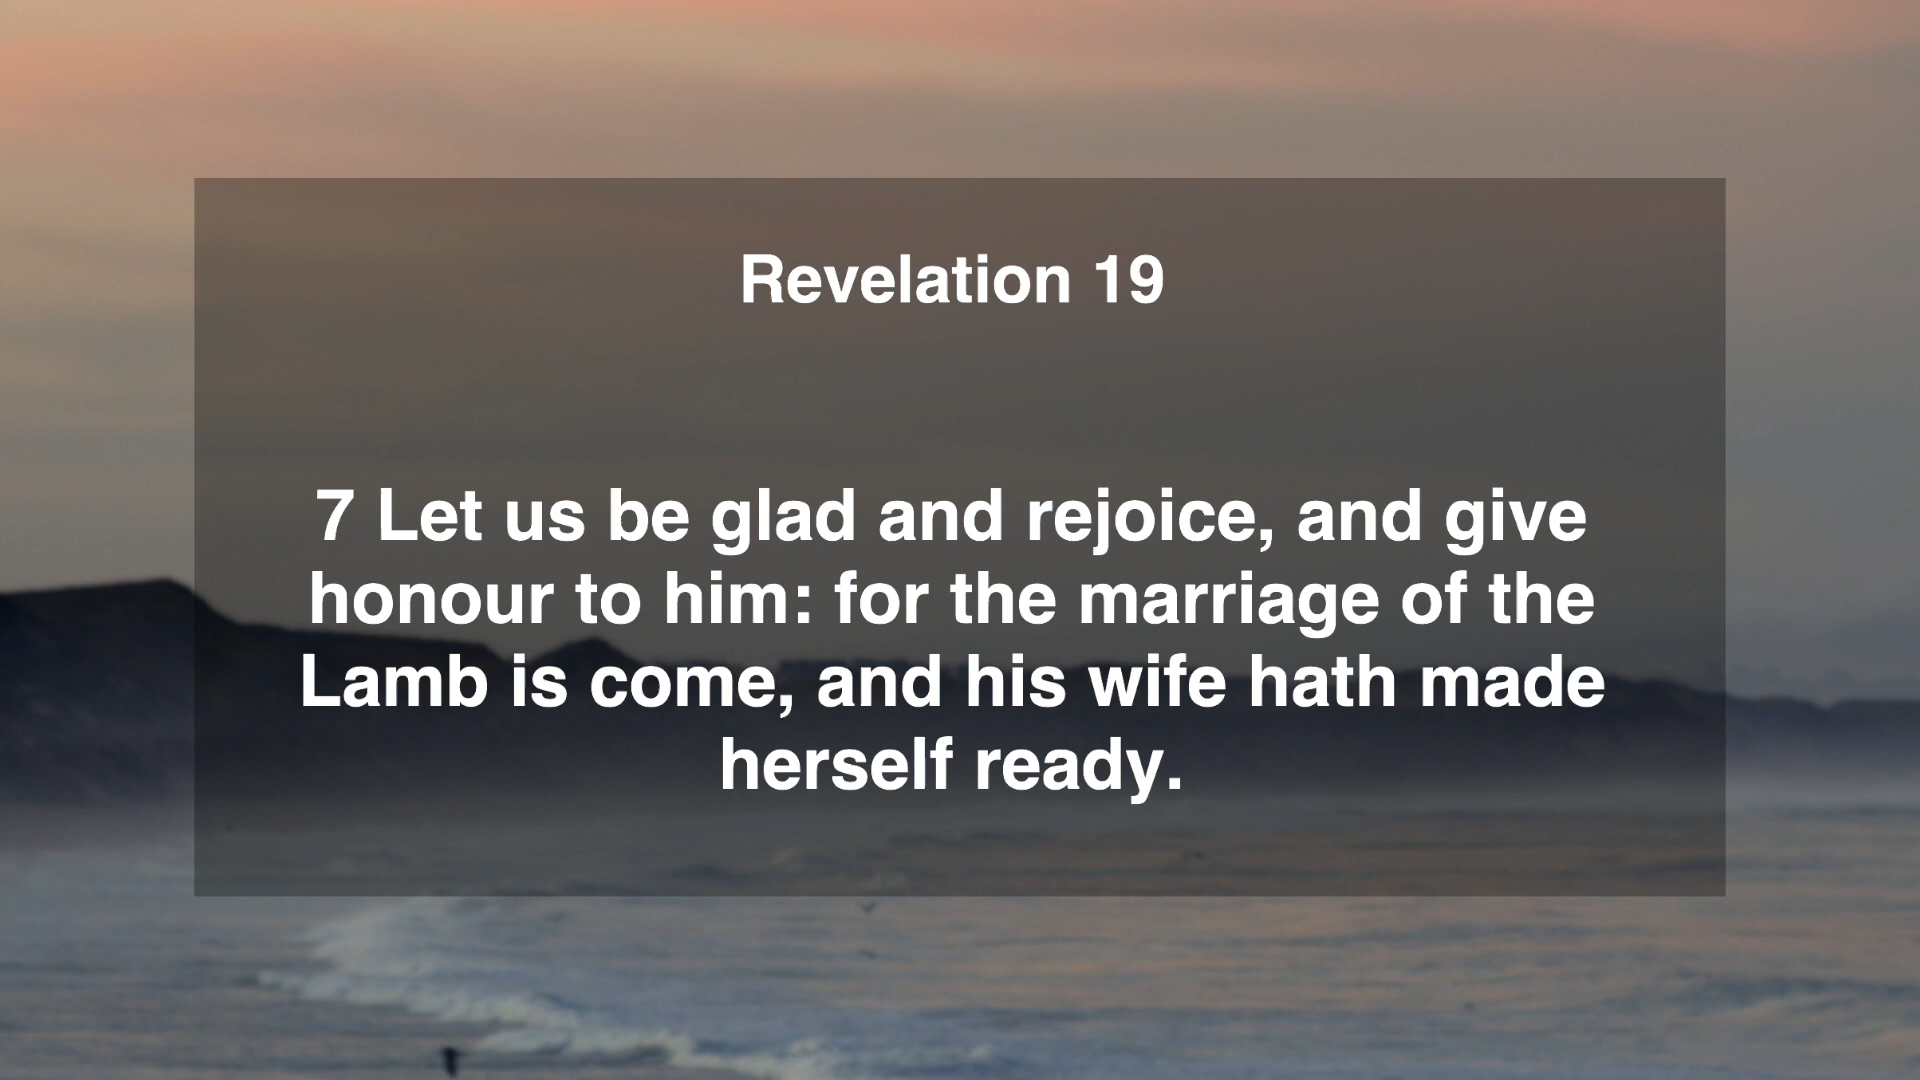 Revelation 19
7 Let us be glad and rejoice, and give
honour to him: for the marriage of the
Lamb is come, and his wife hath made
herself ready.